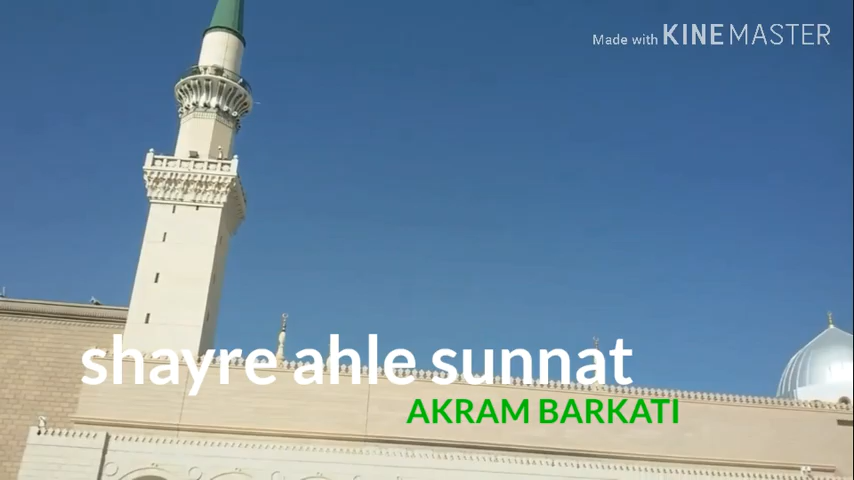 Made with KINEMASTER
shayre ahle sunnat
AKRAM BARKATI